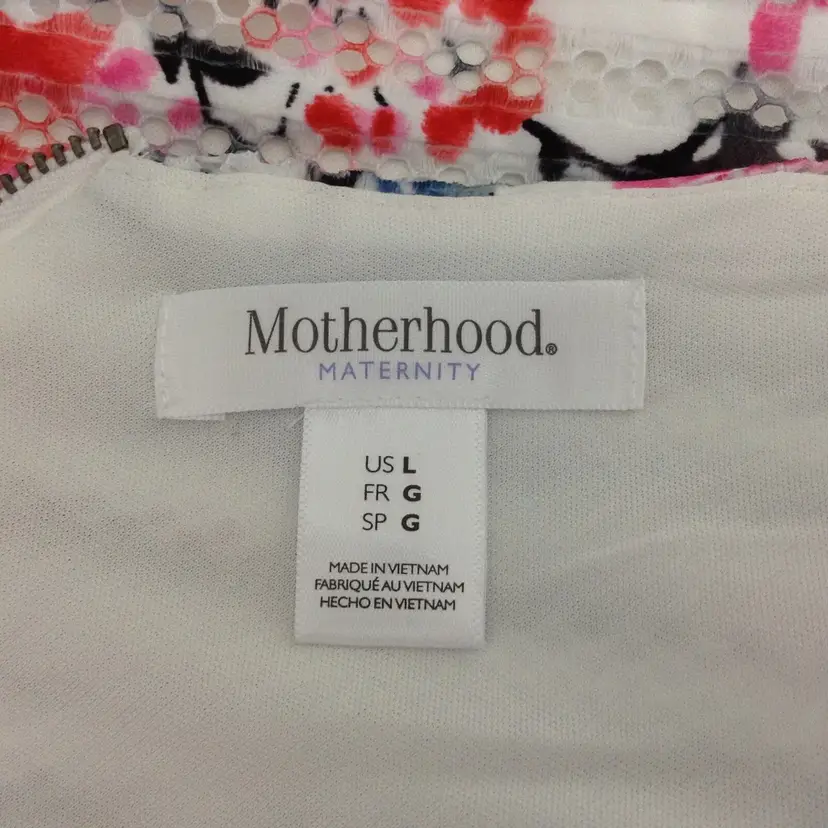 Motherhood®
MATERNITY
US L
FR G
SP G
MADE IN VIETNAM
FABRIQUÉ AU VIETNAM
HECHO EN VIETNAM